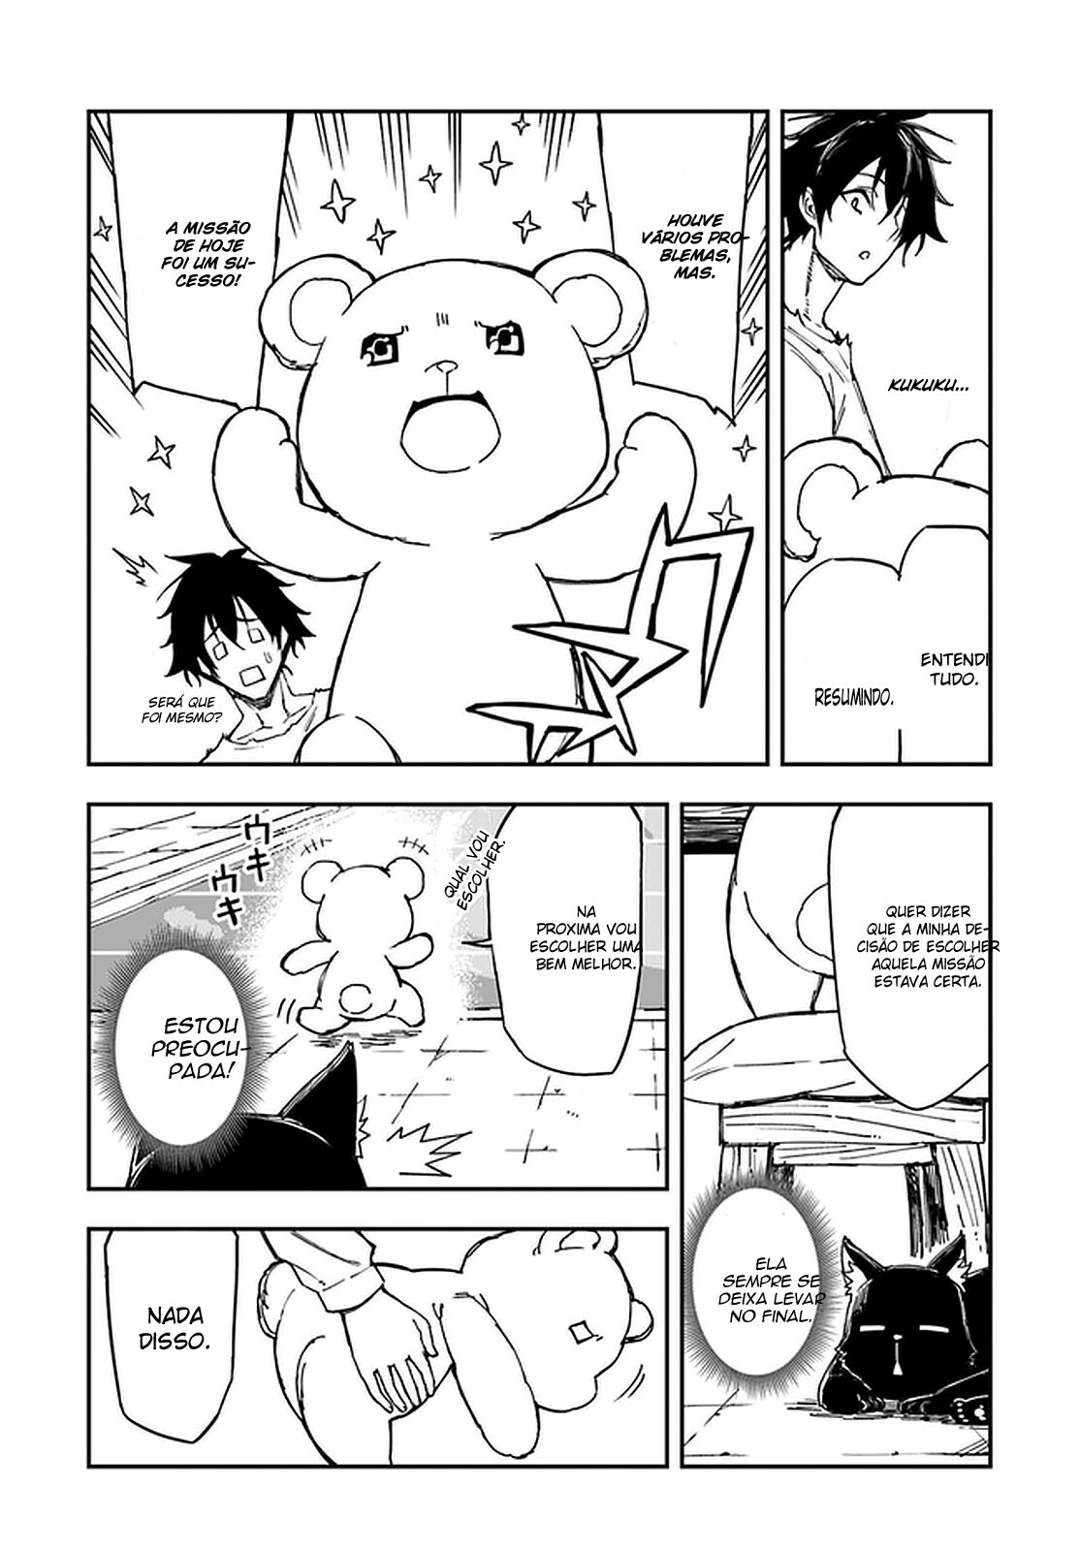 KUKUKU...
ENTENDI
TUDO.
RESUMINDO.
HOUVE
VÁRIOS PRO-
BLEMAS,
MAS.
A MISSÃO
DE HOJE
FOI UM SU-
CESSO!
SERÁ QUE
FOI MESMO?
QUER DIZER
QUE A MINHA DE-
CISÃO DE ESCOLHER
AQUELA MISSÃO
ESTAVA CERTA.
ELA
SEMPRE SE
DEIXA LEVAR
NO FINAL.
NA
PROXIMA VOU
ESCOLHER UMA
BEM MELHOR.
QUAL VOU
ESCOLHER.
ウキ
ウキ
ESTOU
PREOCU-
PADA!
NADA
DISSO.